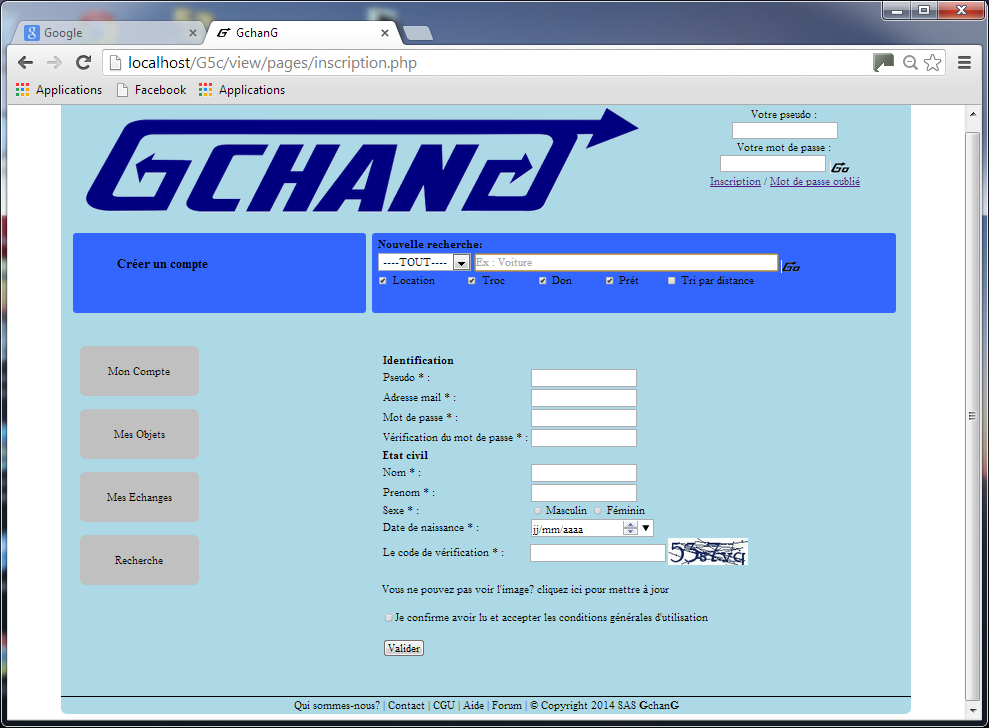 Google
GchanG
localhost/G5c/view/pages/inscription.php
Applications Facebook Applications
GCHANG
Votre pseudo :
Votre mot de passe :
Go
Inscription / Mot de passe oublié
Créer un compte
Nouvelle recherche:
----TOUT---- Ex : Voiture Go
Location Troc Don Prêt Tri par distance
Mon Compte
Mes Objets
Mes Echanges
Recherche
Identification
Pseudo * :
Adresse mail * :
Mot de passe * :
Vérification du mot de passe * :
Etat civil
Nom * :
Prenom * :
Sexe * : Masculin Féminin
Date de naissance * : jj/mm/aaaa
Le code de vérification * :
Vous ne pouvez pas voir l'image? cliquez ici pour mettre à jour
Je confirme avoir lu et accepter les conditions générales d'utilisation
Valider
Qui sommes-nous? | Contact | CGU | Aide | Forum | © Copyright 2014 SAS GchanG